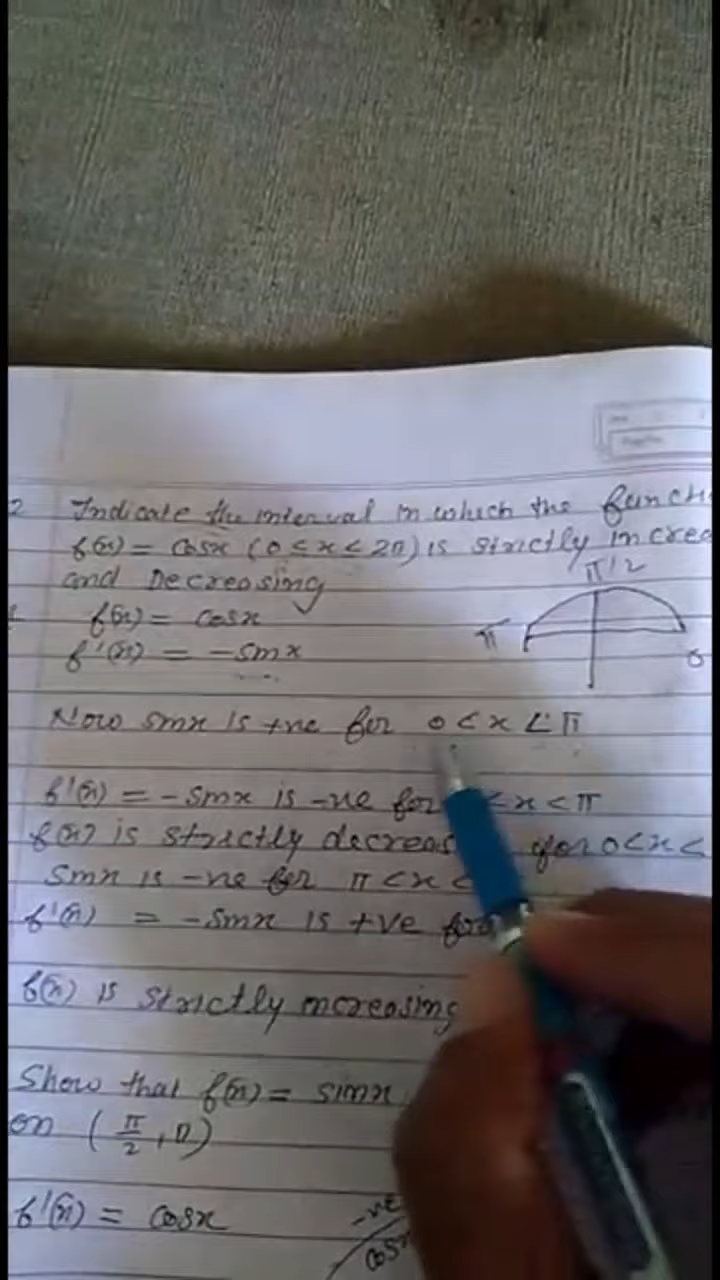 2 Indicate the interval in which the
f(x) = cosx (0 ≤ x ≤ 2π) is strictly increa
and Decreasing
f(x) = cosx
f'(x) = -sinx
π/2
π
0
Now sinx is +ve for 0 < x < π
f'(x) = -sinx is -ve for < x < π
f(x) is strictly decreas for 0 < x <
sinx is -ve for π < x <
f'(x) = -sinx is +ve for
f(x) is strictly increasing
Show that f(x) = sinx
on (π/2, π)
f'(x) = cosx
-ve
cos